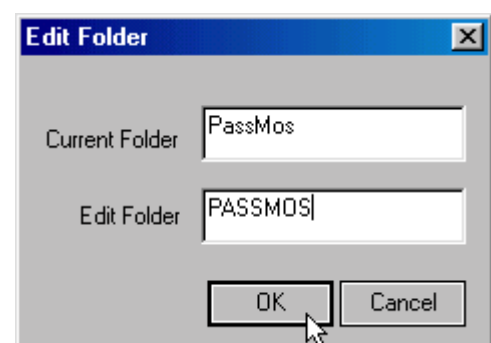 Edit Folder
Current Folder PassMos
Edit Folder PASSMOS
OK Cancel